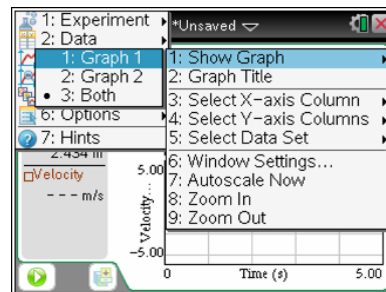 1: Experiment
2: Data
*Unsaved
1: Graph 1
2: Graph 2
3: Both
6: Options
7: Hints
1: Show Graph
2: Graph Title
3: Select X-axis Column
4: Select Y-axis Columns
5: Select Data Set
6: Window Settings...
7: Autoscale Now
8: Zoom In
9: Zoom Out
2.434 m
Velocity
--- m/s
5.00
Velocity...
-5.00
0
Time (s)
5.00